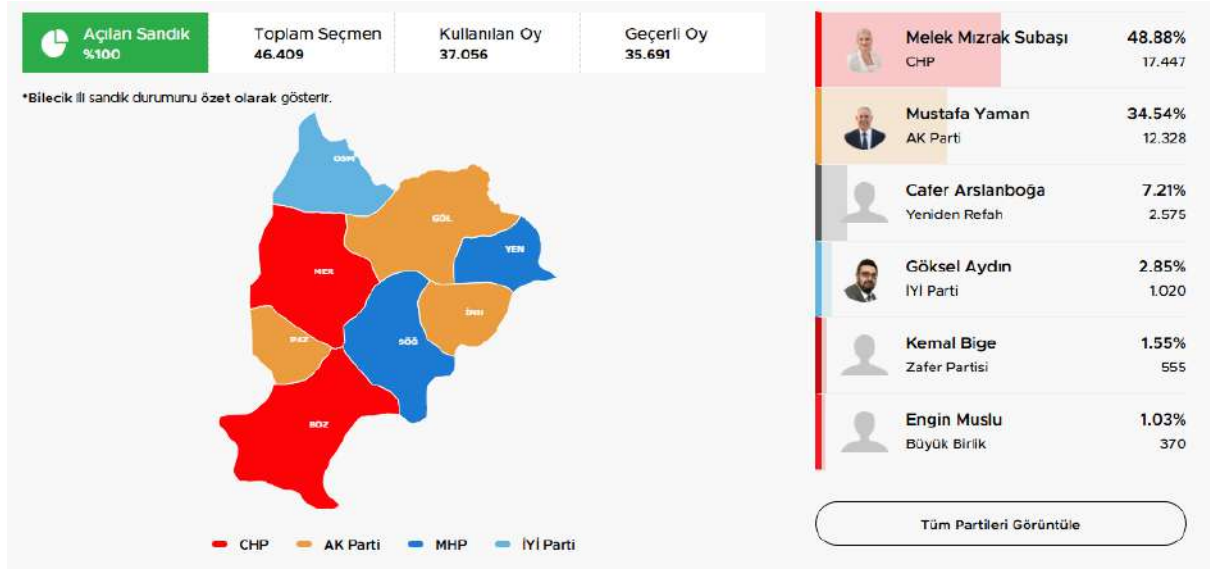 Açılan Sandık
%100
Toplam Seçmen
46.409
Kullanılan Oy
37.056
Geçerli Oy
35.691
*Bilecik ili sandık durumunu özet olarak gösterir.
OSM
GÖL
YEN
MER
İNH
PAZ
SÖĞ
BOZ
CHP
AK Parti
MHP
İYİ Parti
Melek Mızrak Subaşı 48.88%
CHP 17.447
Mustafa Yaman 34.54%
AK Parti 12.328
Cafer Arslanboğa 7.21%
Yeniden Refah 2.575
Göksel Aydın 2.85%
İYİ Parti 1.020
Kemal Bige 1.55%
Zafer Partisi 555
Engin Muslu 1.03%
Büyük Birlik 370
Tüm Partileri Görüntüle